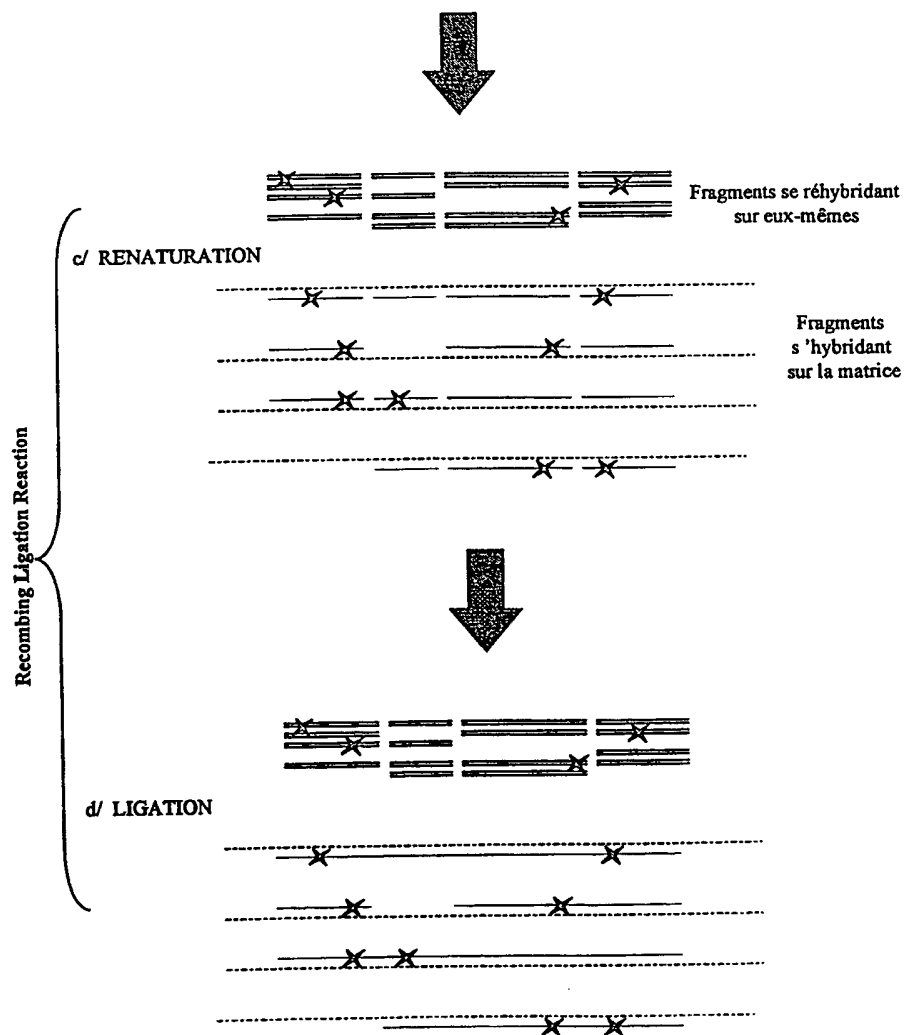 Fragments se réhybridant
sur eux-mêmes
c/ RENATURATION
Fragments
s 'hybridant
sur la matrice
Recombing Ligation Reaction
d/ LIGATION